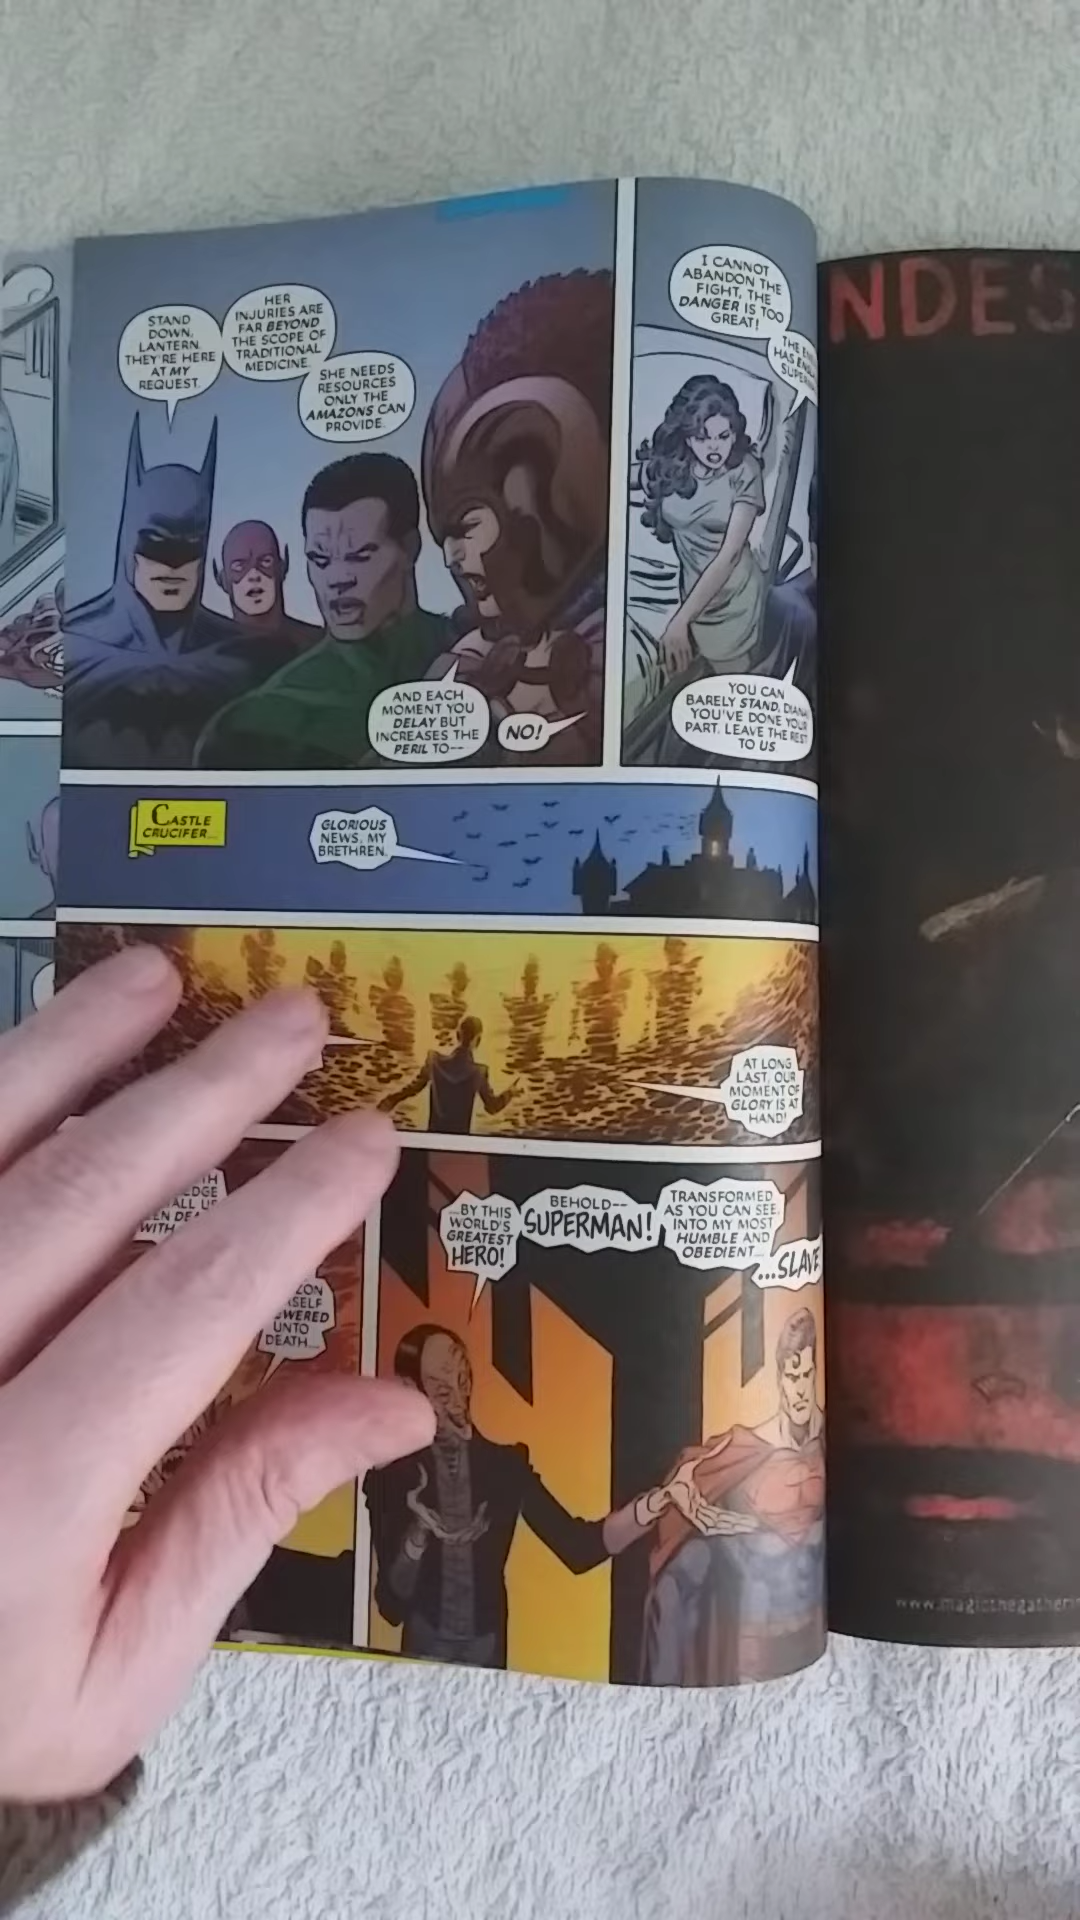 STAND
DOWN,
LANTERN.
THEY'RE HERE
AT MY
REQUEST.
HER
INJURIES ARE
FAR BEYOND
THE SCOPE OF
TRADITIONAL
MEDICINE.
SHE NEEDS
RESOURCES
ONLY THE
AMAZONS CAN
PROVIDE.
AND EACH
MOMENT YOU
DELAY BUT
INCREASES THE
PERIL TO--
NO!
I CANNOT
ABANDON THE
FIGHT, THE
DANGER IS TOO
GREAT!
THE
HAS
YOU CAN
BARELY STAND, DIANA
YOU'VE DONE YOUR
PART. LEAVE THE REST
TO US
CASTLE
CRUCIFER...
GLORIOUS
NEWS, MY
BRETHREN.
AT LONG
LAST, OUR
MOMENT OF
GLORY IS AT
HAND!
WITH
UNTO
DEATH...
...BY THIS
WORLD'S
GREATEST
HERO!
BEHOLD--
SUPERMAN!
TRANSFORMED
AS YOU CAN SEE,
INTO MY MOST
HUMBLE AND
OBEDIENT...
...SLAVE
NDES